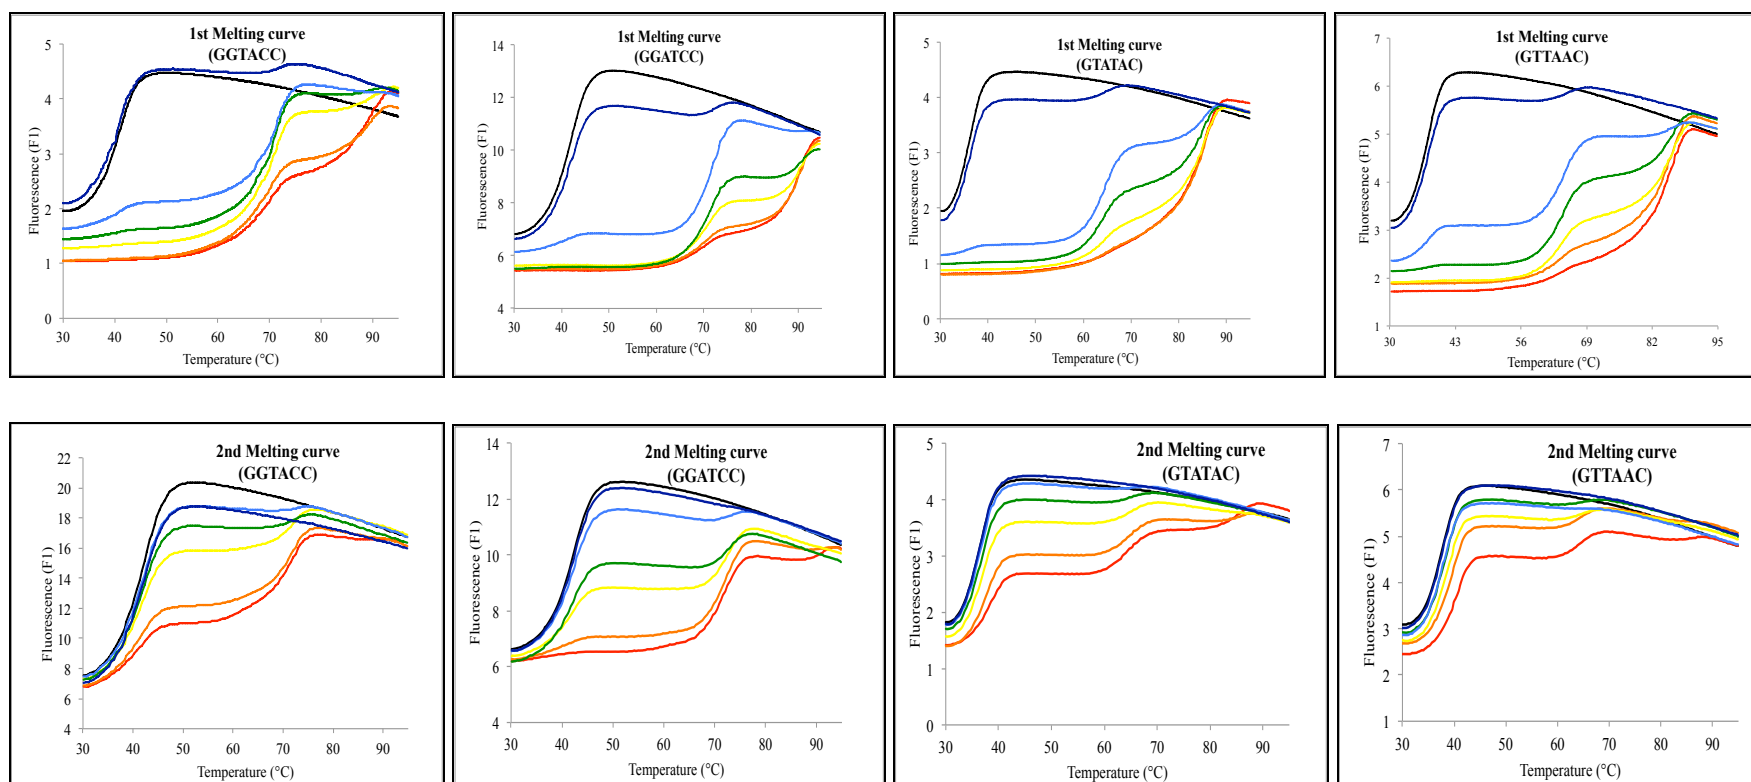 1st Melting curve
(GGTACC)
5
4
3
2
1
0
Fluorescence (F1)
30 40 50 60 70 80 90
Temperature (°C)
1st Melting curve
(GGATCC)
14
12
10
8
6
4
Fluorescence (F1)
30 40 50 60 70 80 90
Temperature (°C)
1st Melting curve
(GTATAC)
5
4
3
2
1
0
Fluorescence (F1)
30 40 50 60 70 80 90
Temperature (°C)
1st Melting curve
(GTTAAC)
7
6
5
4
3
2
1
Fluorescence (F1)
30 43 56 69 82 95
Temperature (°C)
2nd Melting curve
(GGTACC)
22
20
18
16
14
12
10
8
6
4
Fluorescence (F1)
30 40 50 60 70 80 90
Temperature (°C)
2nd Melting curve
(GGATCC)
14
12
10
8
6
4
Fluorescence (F1)
30 40 50 60 70 80 90
Temperature (°C)
2nd Melting curve
(GTATAC)
5
4
3
2
1
0
Fluorescence (F1)
30 40 50 60 70 80 90
Temperature (°C)
2nd Melting curve
(GTTAAC)
7
6
5
4
3
2
1
Fluorescence (F1)
30 40 50 60 70 80 90
Temperature (°C)